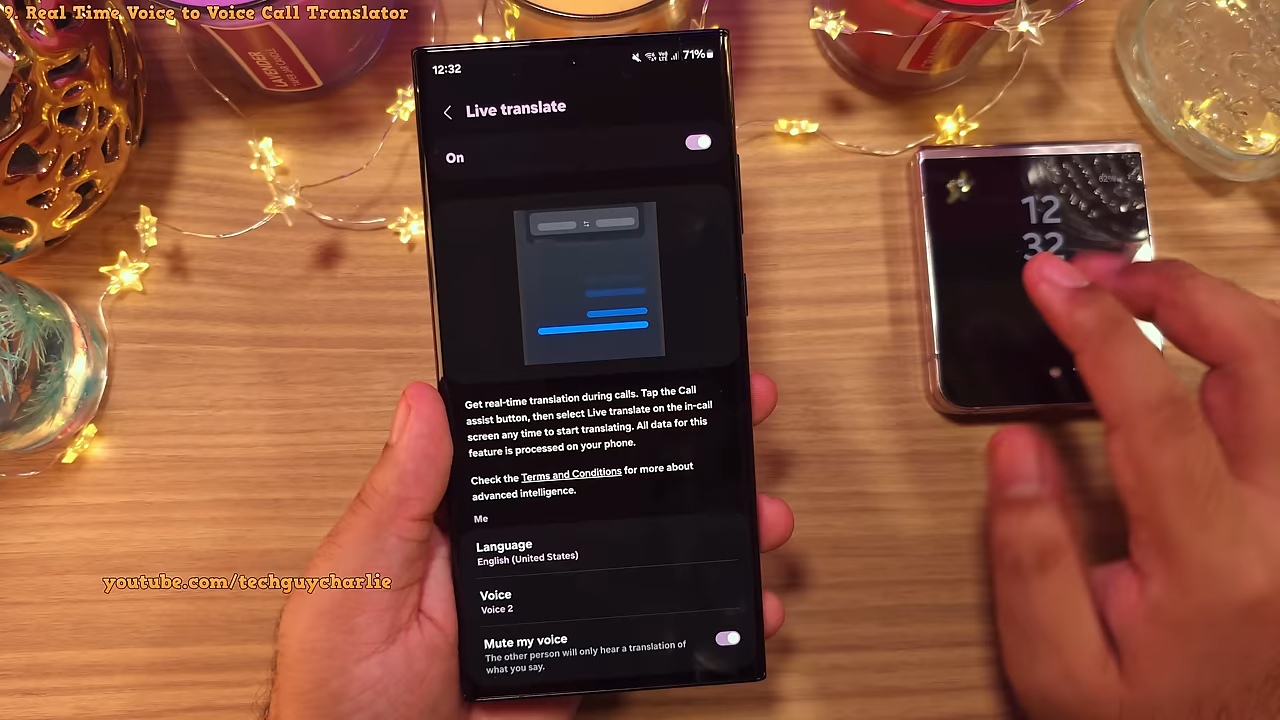 9. Real Time Voice to Voice Call Translator
LAVENDER
12:32
71%
Live translate
On
12
32
Get real-time translation during calls. Tap the Call
assist button, then select Live translate on the in-call
screen any time to start translating. All data for this
feature is processed on your phone.
Check the Terms and Conditions for more about
advanced intelligence.
Me
Language
English (United States)
youtube.com/techguycharlie
Voice
Voice 2
Mute my voice
The other person will only hear a translation of
what you say.